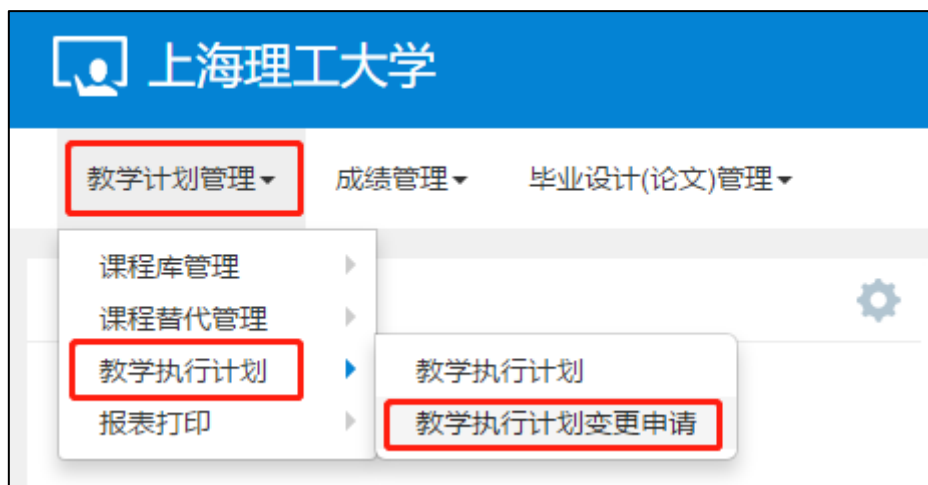 上海理工大学
教学计划管理 成绩管理 毕业设计(论文)管理
课程库管理
课程替代管理
教学执行计划 教学执行计划
报表打印 教学执行计划变更申请